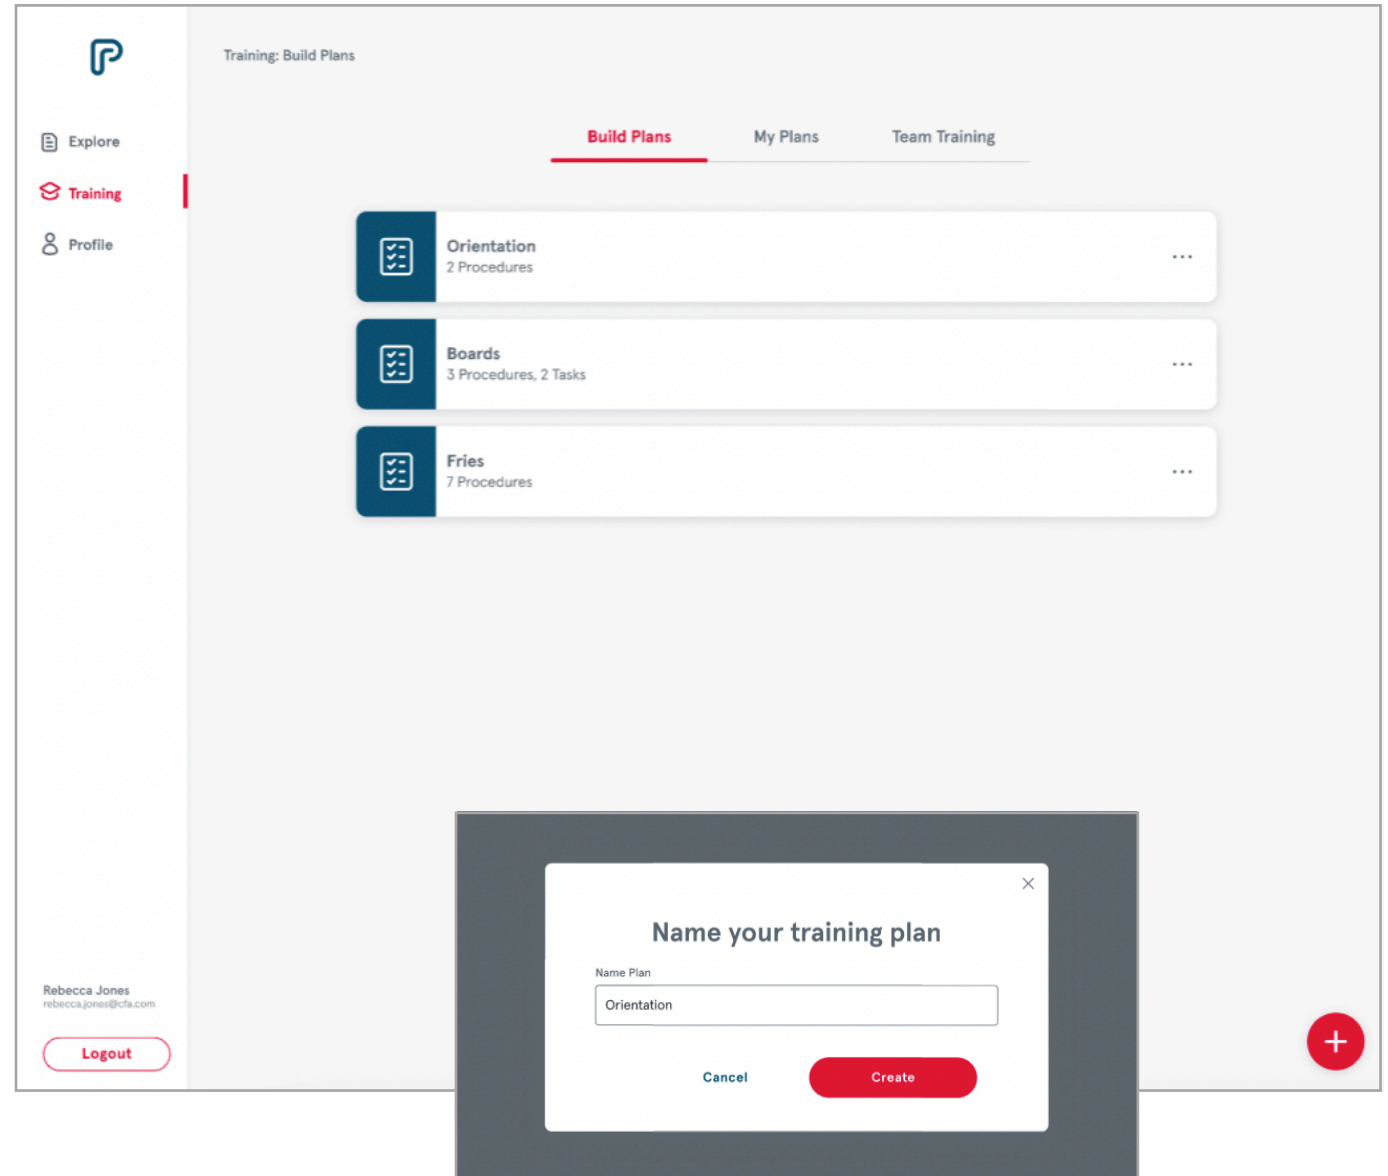 Training: Build Plans
Explore
Training
Profile
Build Plans
My Plans
Team Training
Orientation
2 Procedures
Boards
3 Procedures, 2 Tasks
Fries
7 Procedures
Name your training plan
Name Plan
Orientation
Cancel
Create
Rebecca Jones
rebecca.jones@cfa.com
Logout